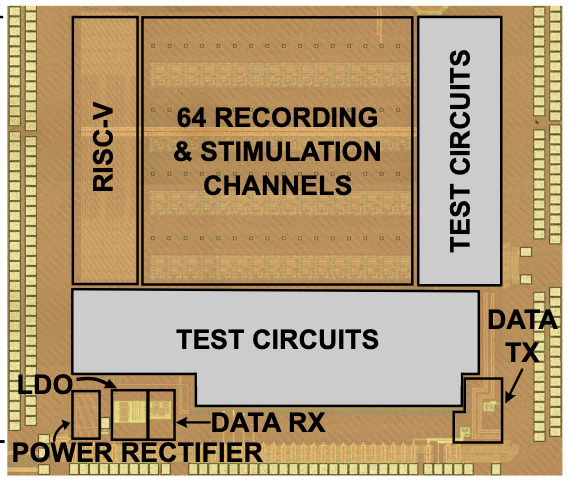 RISC-V
64 RECORDING
& STIMULATION
CHANNELS
TEST CIRCUITS
TEST CIRCUITS
DATA
TX
LDO
DATA RX
POWER RECTIFIER